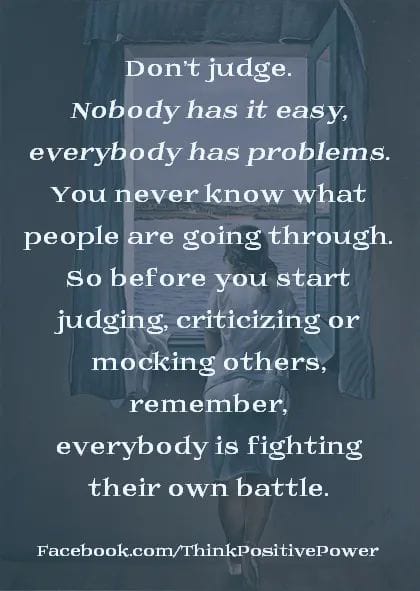 Don't judge.
Nobody has it easy,
everybody has problems.
You never know what
people are going through.
So before you start
judging, criticizing or
mocking others,
remember,
everybody is fighting
their own battle.
Facebook.com/ThinkPositivePower